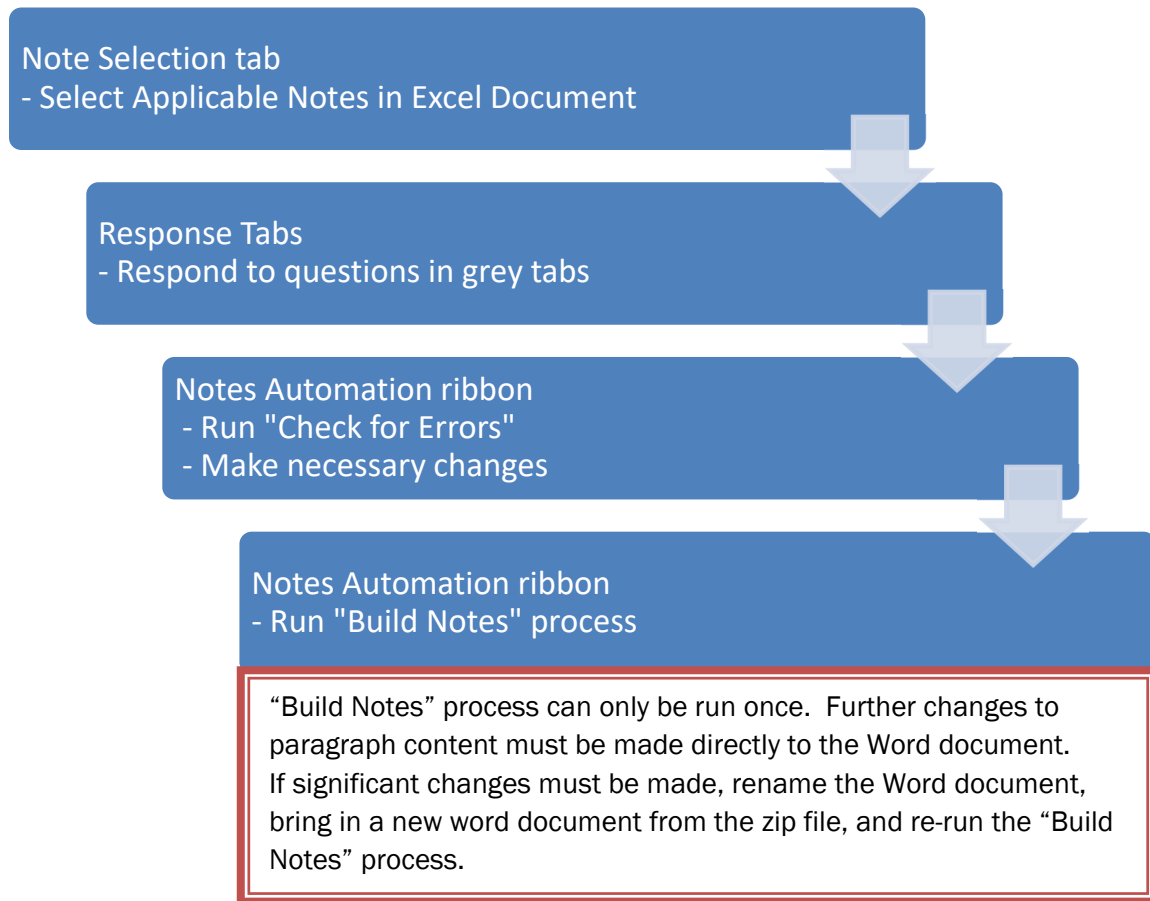 Note Selection tab
- Select Applicable Notes in Excel Document
Response Tabs
- Respond to questions in grey tabs
Notes Automation ribbon
- Run "Check for Errors"
- Make necessary changes
Notes Automation ribbon
- Run "Build Notes" process
“Build Notes” process can only be run once.  Further changes to
paragraph content must be made directly to the Word document.
If significant changes must be made, rename the Word document,
bring in a new word document from the zip file, and re-run the “Build
Notes” process.